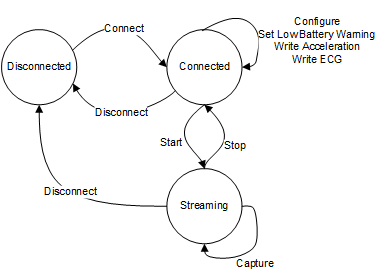 Configure
Set LowBattery Warning
Write Acceleration
Write ECG
Connect
Disconnected
Connected
Disconnect
Start
Stop
Disconnect
Streaming
Capture